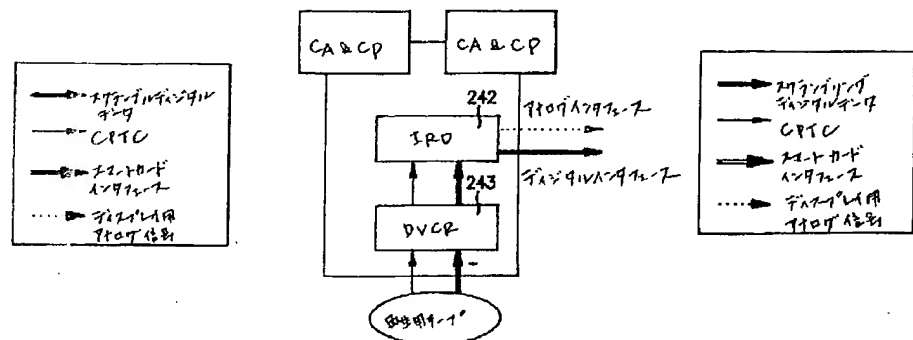 CA&CP
CA&CP
スクランブルディジタル
データ
CPTC
スマートカード
インタフェース
ディスプレイ用
アナログ信号
242
アナログインタフェース
IRD
ディジタルインタフェース
243
DVCR
再生用テープ
スクランブリング
ディジタルデータ
CPTC
スマートカード
インタフェース
ディスプレイ用
アナログ信号